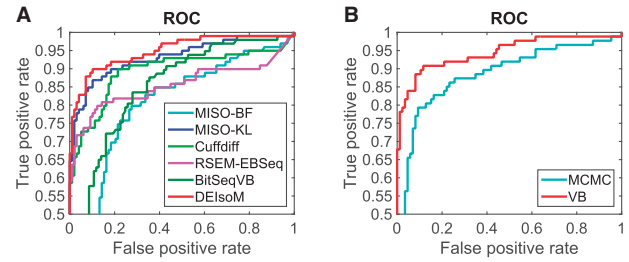 A
ROC
True positive rate
1
0.95
0.9
0.85
0.8
0.75
0.7
0.65
0.6
0.55
0.5
MISO-BF
MISO-KL
Cuffdiff
RSEM-EBSeq
BitSeqVB
DEIsoM
0 0.2 0.4 0.6 0.8 1
False positive rate
B
ROC
True positive rate
1
0.95
0.9
0.85
0.8
0.75
0.7
0.65
0.6
0.55
0.5
MCMC
VB
0 0.2 0.4 0.6 0.8 1
False positive rate